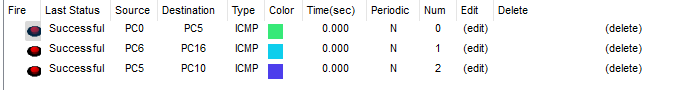 Fire Last Status Source Destination Type Color Time(sec) Periodic Num Edit Delete
Successful PC0 PC5 ICMP 0.000 N 0 (edit) (delete)
Successful PC6 PC16 ICMP 0.000 N 1 (edit) (delete)
Successful PC5 PC10 ICMP 0.000 N 2 (edit) (delete)